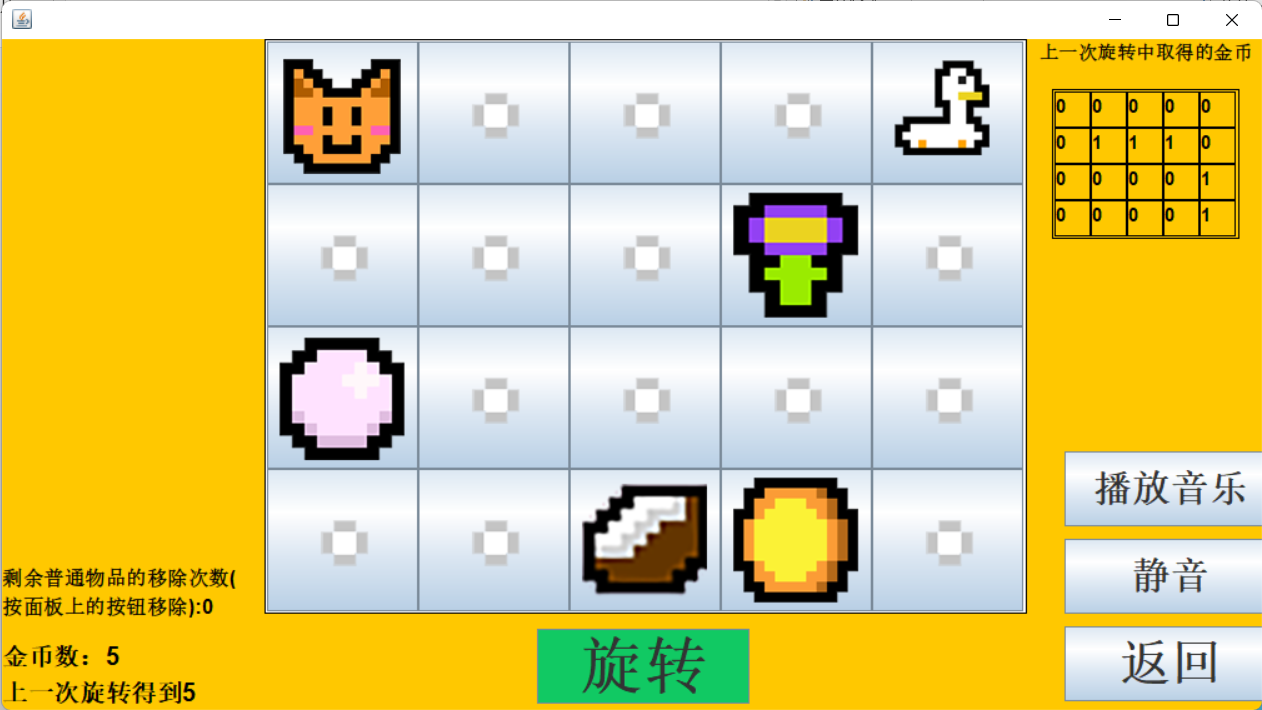 上一次旋转中取得的金币
0 0 0 0 0
0 1 1 1 0
0 0 0 0 1
0 0 0 0 1
播放音乐
静音
返回
剩余普通物品的移除次数(
按面板上的按钮移除):0
金币数：5
上一次旋转得到5
旋转